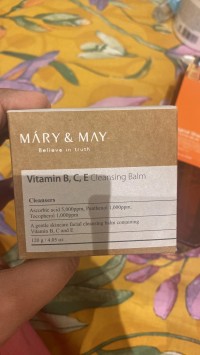 MÁRY & MAY
Believe in truth
Vitamin B, C, E Cleansing Balm
Cleansers
Ascorbic acid 1,000ppm, Panthenol 1,000ppm,
Tocopherol 1,000ppm
A gentle skincare facial cleansing balm containing
Vitamin B, C and E
120 g / 4.05 oz.